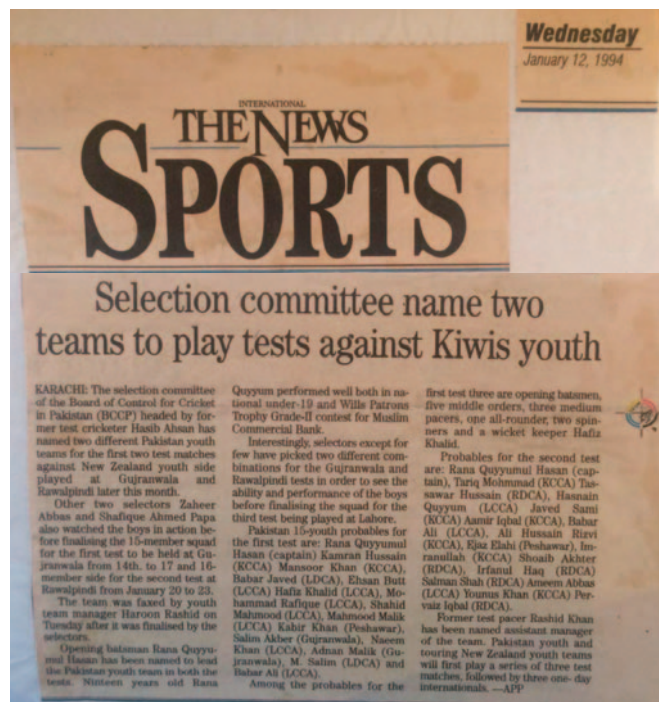 Wednesday
January 12, 1994
INTERNATIONAL
THE NEWS
SPORTS
Selection committee name two
teams to play tests against Kiwis youth
KARACHI: The selection committee
of the Board of Control for Cricket
in Pakistan (BCCP) headed by for-
mer test cricketer Hasib Ahsan has
named two different Pakistan youth
teams for the first two test matches
against New Zealand youth side
played at Gujranwala and
Rawalpindi later this month.
Other two selectors Zaheer
Abbas and Shafique Ahmed Papa
also watched the boys in action be-
fore finalising the 15-member squad
for the first test to be held at Gu-
jranwala from 14th. to 17 and 16-
member side for the second test at
Rawalpindi from January 20 to 23.
The team was faxed by youth
team manager Haroon Rashid on
Tuesday after it was finalised by the
selectors.
Opening batsman Rana Quyyu-
mul Hasan has been named to lead
the Pakistan youth team in both the
tests. Ninteen years old Rana
Quyyum performed well both in na-
tional under-19 and Wills Patrons
Trophy Grade-II contest for Muslim
Commercial Bank.
Interestingly, selectors except for
few have picked two different com-
binations for the Gujranwala and
Rawalpindi tests in order to see the
ability and performance of the boys
before finalising the squad for the
third test being played at Lahore.
Pakistan 15-youth probables for
the first test are: Rana Quyyumul
Hasan (captain) Kamran Hussain
(KCCA) Mansoor Khan (KCCA),
Babar Javed (LDCA), Ehsan Butt
(LCCA) Hafiz Khalid (LCCA), Mo-
hammad Rafique (LCCA), Shahid
Mahmood (LCCA), Mahmood Malik
(LCCA) Kabir Khan (Peshawar),
Salim Akber (Gujranwala), Naeem
Khan (LCCA), Adnan Malik (Gu-
jranwala), M. Salim (LDCA) and
Babar Ali (LCCA).
Among the probables for the
first test three are opening batsmen,
five middle orders, three medium
pacers, one all-rounder, two spin-
ners and a wicket keeper Hafiz
Khalid.
Probables for the second test
are: Rana Quyyumul Hasan (cap-
tain), Tariq Mohmmad (KCCA) Tas-
sawar Hussain (RDCA), Hasnain
Quyyum (LCCA) Javed Sami
(KCCA) Aamir Iqbal (KCCA), Babar
Ali (LCCA), Ali Hussain Rizvi
(KCCA), Ejaz Elahi (Peshawar), Im-
ranullah (KCCA) Shoaib Akhter
(RDCA), Irfanul Haq (RDCA)
Salman Shah (RDCA) Ameem Abbas
(LCCA) Younus Khan (KCCA) Per-
vaiz Iqbal (RDCA).
Former test pacer Rashid Khan
has been named assistant manager
of the team. Pakistan youth and
touring New Zealand youth teams
will first play a series of three test
matches, followed by three one- day
internationals. —APP